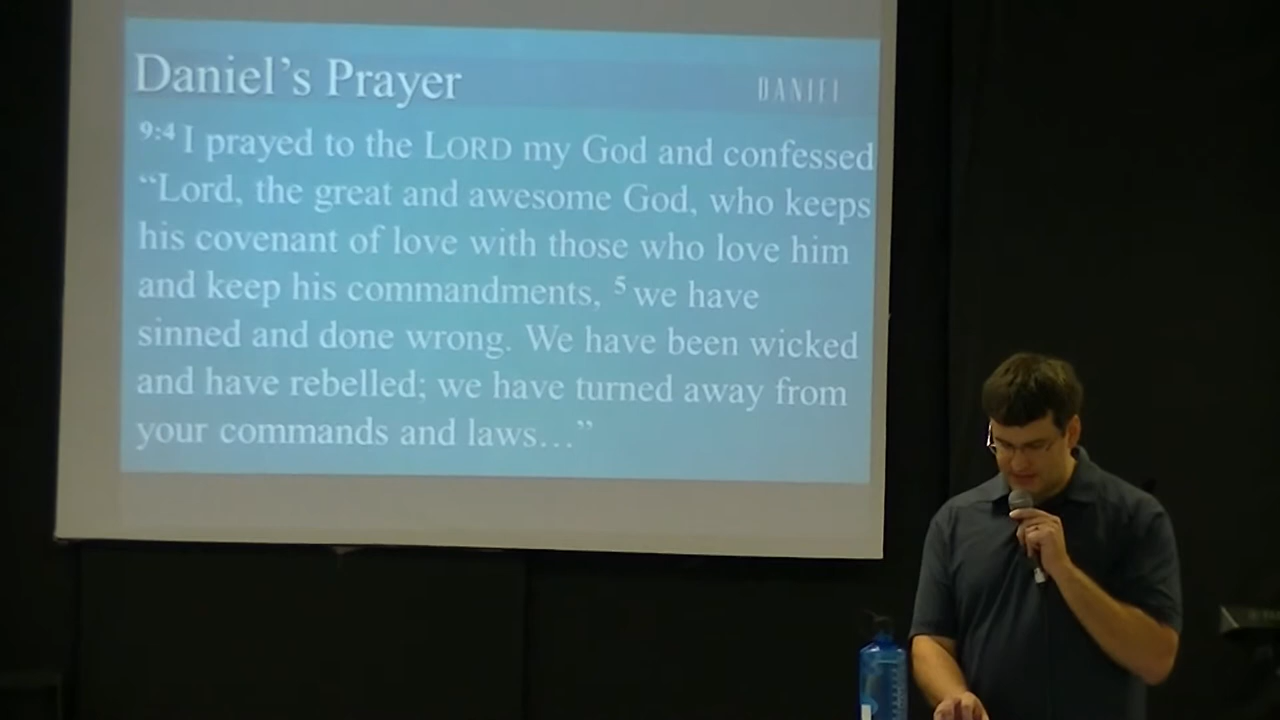 Daniel's Prayer
DANIEL
9:4 I prayed to the LORD my God and confessed
“Lord, the great and awesome God, who keeps
his covenant of love with those who love him
and keep his commandments, 5 we have
sinned and done wrong. We have been wicked
and have rebelled; we have turned away from
your commands and laws…”